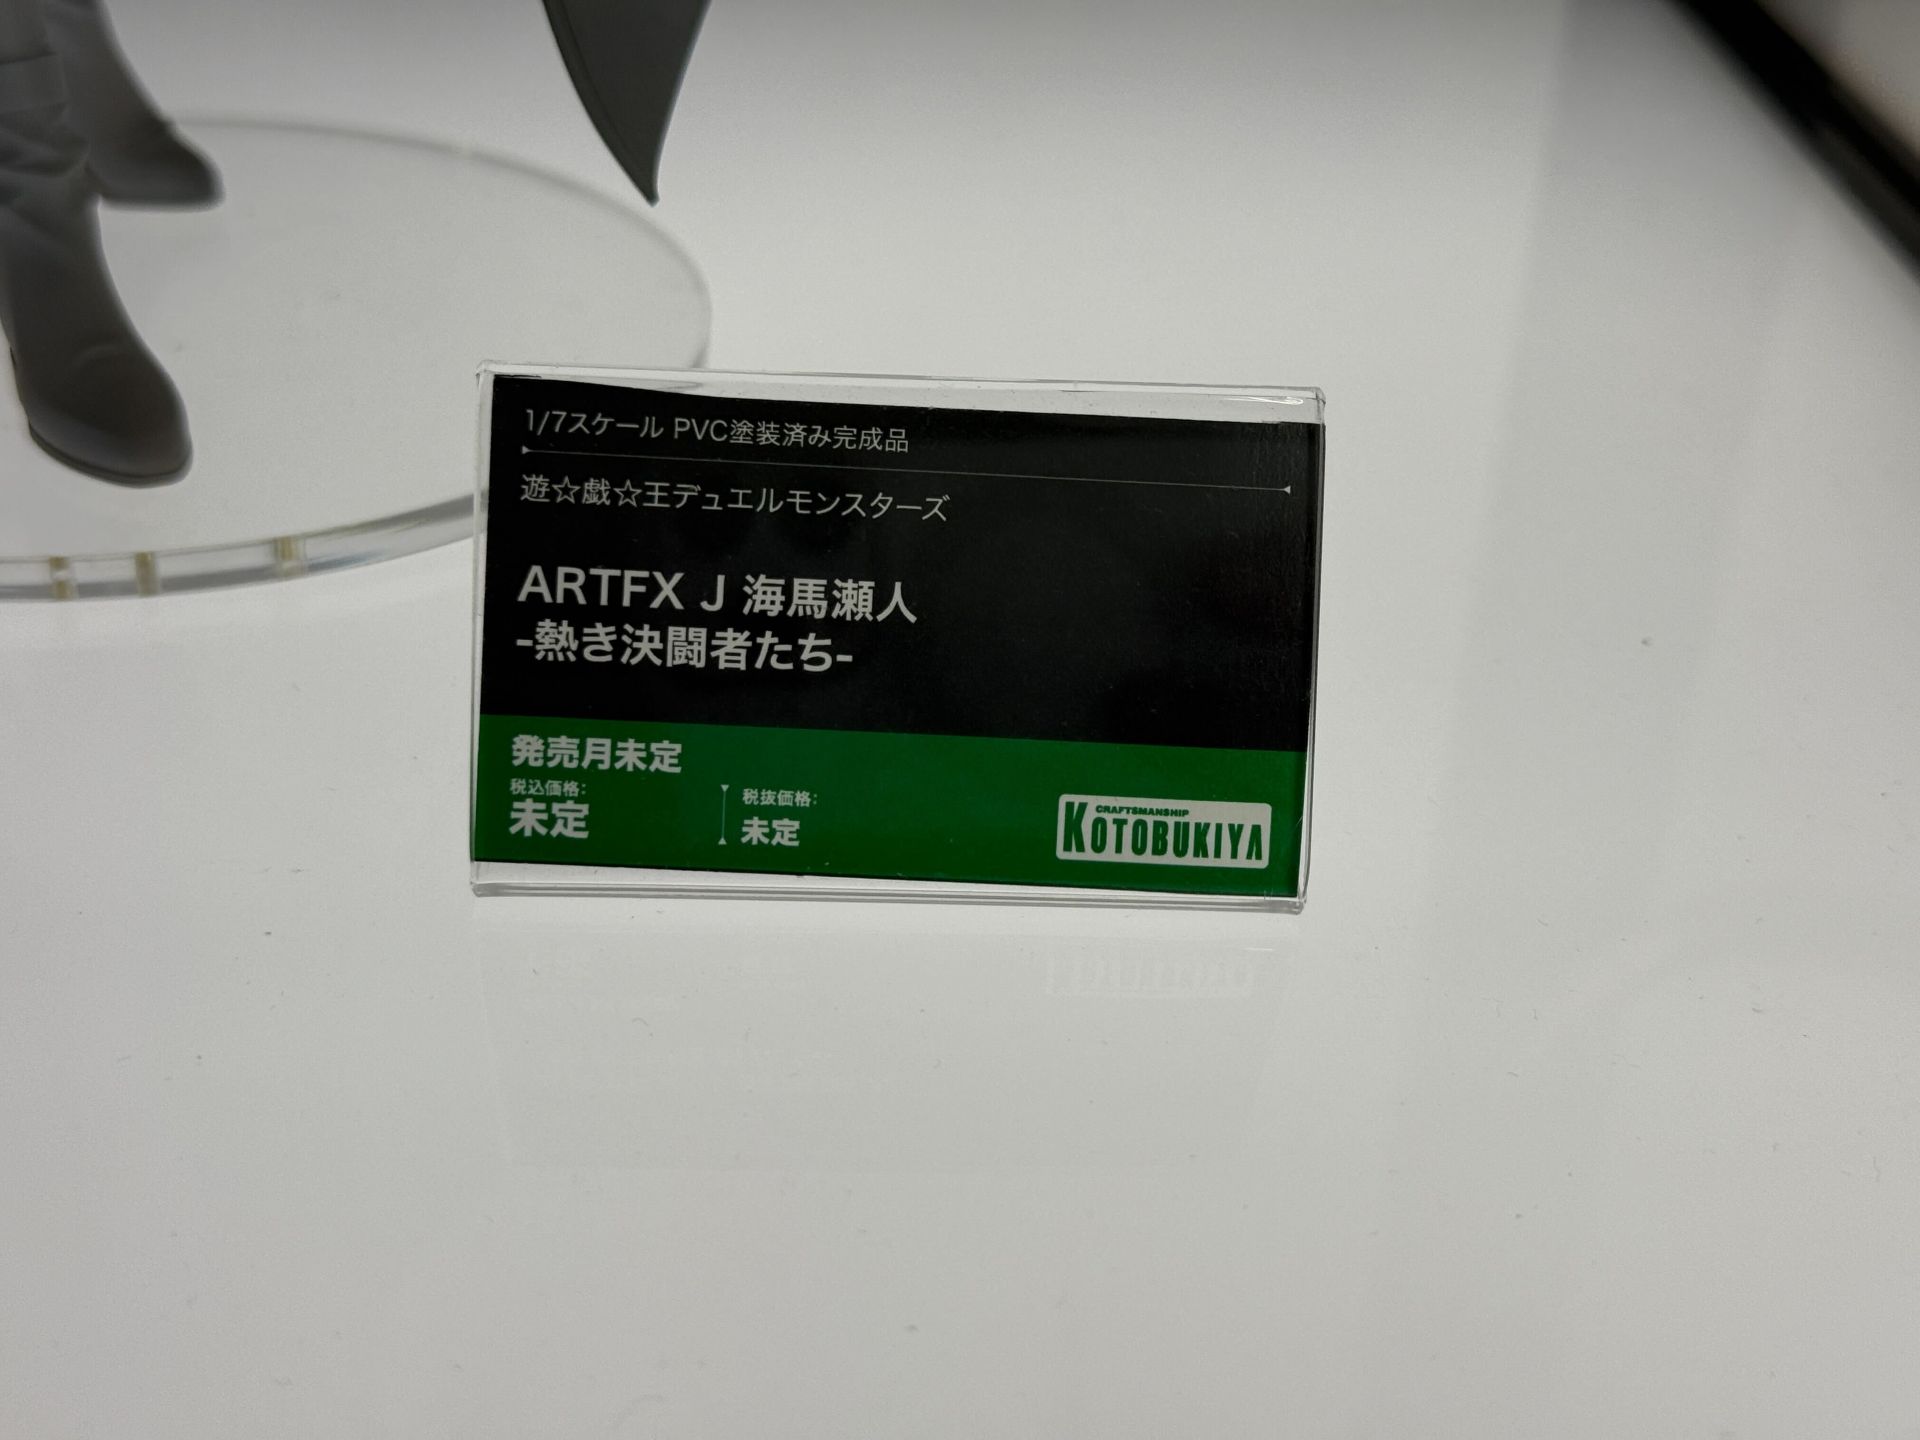 1/7スケール PVC塗装済み完成品
遊☆戯☆王デュエルモンスターズ
ARTFX J 海馬瀬人
-熱き決闘者たち-
発売月未定
税込価格:
未定
税抜価格:
未定
CRAFTSMANSHIP
KOTOBUKIYA